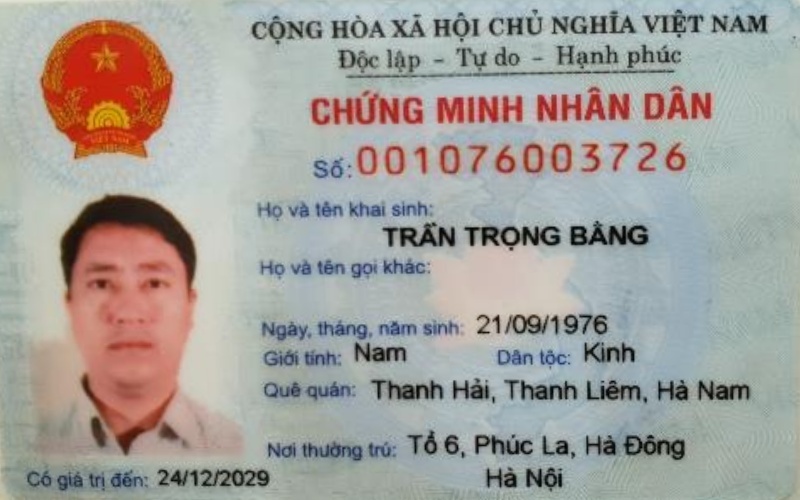 CỘNG HÒA XÃ HỘI CHỦ NGHĨA VIỆT NAM
Độc lập - Tự do - Hạnh phúc
CHỨNG MINH NHÂN DÂN
Số: 001076003726
Họ và tên khai sinh:
TRẦN TRỌNG BẰNG
Họ và tên gọi khác:
Ngày, tháng, năm sinh: 21/09/1976
Giới tính: Nam Dân tộc: Kinh
Quê quán: Thanh Hải, Thanh Liêm, Hà Nam
Nơi thường trú: Tổ 6, Phúc La, Hà Đông
Hà Nội
Có giá trị đến: 24/12/2029